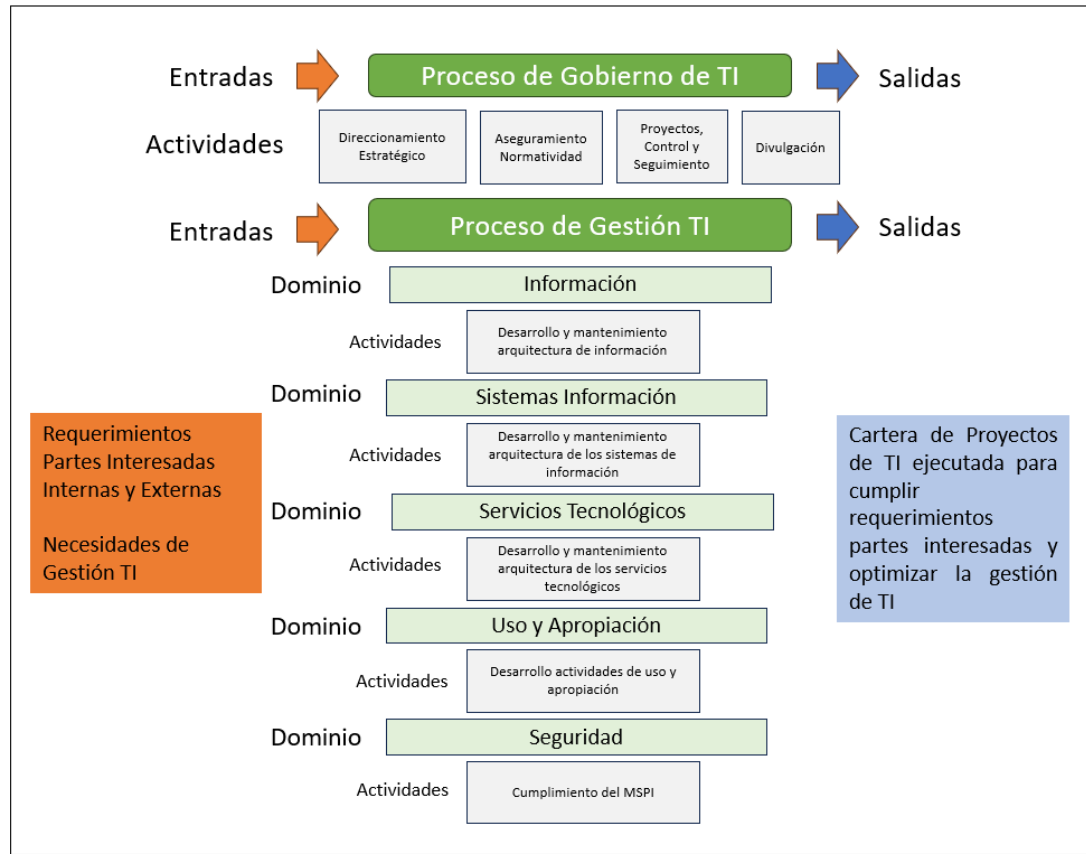 Entradas
Proceso de Gobierno de TI
Salidas
Actividades
Direccionamiento
Estratégico
Aseguramiento
Normatividad
Proyectos,
Control y
Seguimiento
Divulgación
Entradas
Proceso de Gestión TI
Salidas
Dominio
Información
Actividades
Desarrollo y mantenimiento
arquitectura de información
Dominio
Sistemas Información
Actividades
Desarrollo y mantenimiento
arquitectura de los sistemas de
información
Dominio
Servicios Tecnológicos
Actividades
Desarrollo y mantenimiento
arquitectura de los servicios
tecnológicos
Dominio
Uso y Apropiación
Actividades
Desarrollo actividades de uso y
apropiación
Dominio
Seguridad
Actividades
Cumplimiento del MSPI
Requerimientos
Partes Interesadas
Internas y Externas
Necesidades de
Gestión TI
Cartera de Proyectos
de TI ejecutada para
cumplir
requerimientos
partes interesadas y
optimizar la gestión
de TI